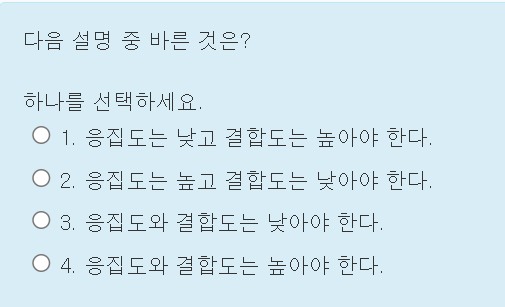 다음 설명 중 바른 것은?
하나를 선택하세요.
1. 응집도는 낮고 결합도는 높아야 한다.
2. 응집도는 높고 결합도는 낮아야 한다.
3. 응집도와 결합도는 낮아야 한다.
4. 응집도와 결합도는 높아야 한다.